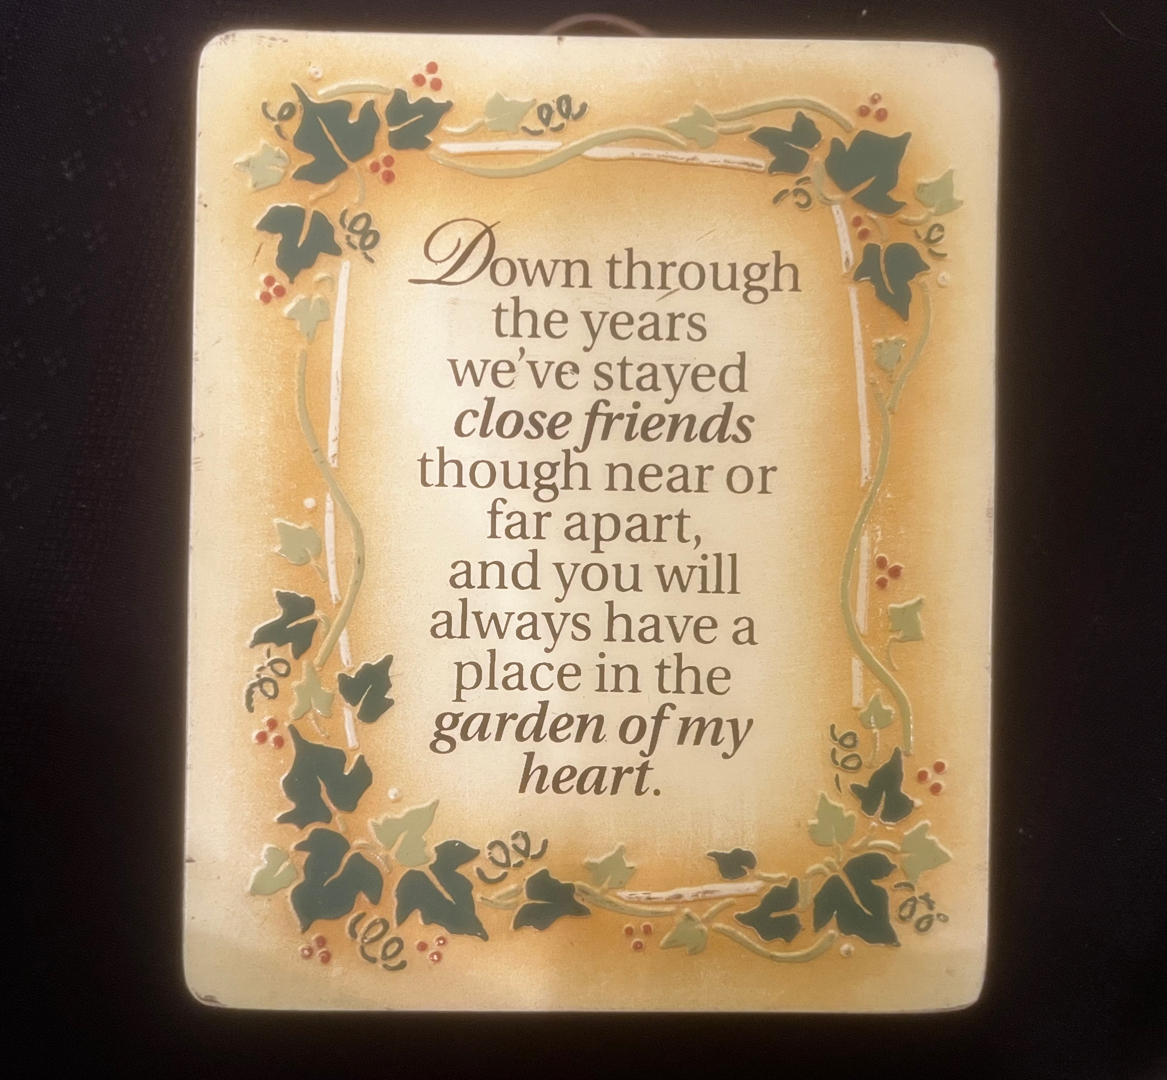 Down through
the years
we've stayed
close friends
though near or
far apart,
and you will
always have a
place in the
garden of my
heart.